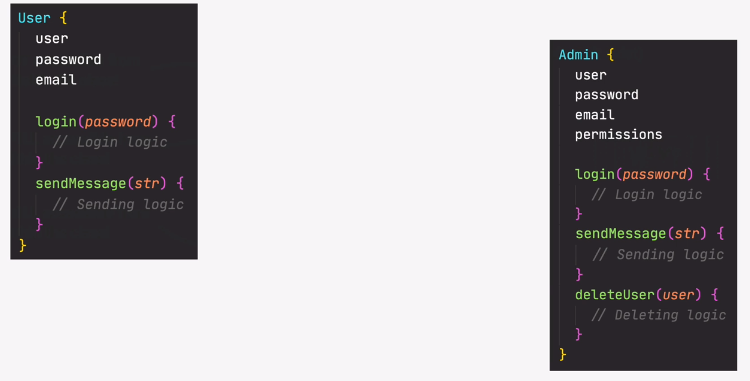 User {
user
password
email
login(password) {
// Login logic
}
sendMessage(str) {
// Sending logic
}
}
Admin {
user
password
email
permissions
login(password) {
// Login logic
}
sendMessage(str) {
// Sending logic
}
deleteUser(user) {
// Deleting logic
}
}